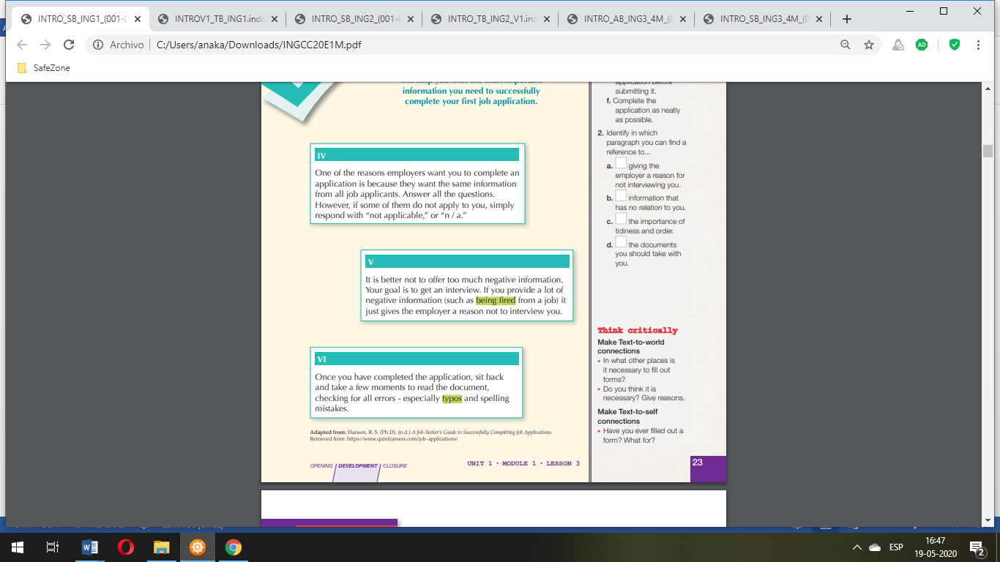 INTRO_SB_ING1_(001-0
INTROV1_TB_ING1.indd
INTRO_SB_ING2_(001-0
INTRO_TB_ING2_V1.ind
INTRO_AB_ING3_4M_(0
INTRO_SB_ING3_4M_(0
Archivo
C:/Users/anaka/Downloads/INGCC20E1M.pdf
AD
SafeZone
information you need to successfully
complete your first job application.
IV
One of the reasons employers want you to complete an
application is because they want the same information
from all job applicants. Answer all the questions.
However, if some of them do not apply to you, simply
respond with “not applicable,” or “n / a.”
V
It is better not to offer too much negative information.
Your goal is to get an interview. If you provide a lot of
negative information (such as being fired from a job) it
just gives the employer a reason not to interview you.
VI
Once you have completed the application, sit back
and take a few moments to read the document,
checking for all errors - especially typos and spelling
mistakes.
Adapted from: Hansen, R. S. (Ph.D). (n.d.) A Job-Seeker's Guide to Successfully Completing Job Applications.
Retrieved from: https://www.quintcareers.com/job-applications/
OPENING DEVELOPMENT CLOSURE
UNIT 1 • MODULE 1 • LESSON 3
application before
submitting it.
f. Complete the
application as neatly
as possible.
2. Identify in which
paragraph you can find a
reference to...
a. giving the
employer a reason for
not interviewing you.
b. information that
has no relation to you.
c. the importance of
tidiness and order.
d. the documents
you should take with
you.
Think critically
Make Text-to-world
connections
• In what other places is
it necessary to fill out
forms?
• Do you think it is
necessary? Give reasons.
Make Text-to-self
connections
• Have you ever filled out a
form? What for?
23
ESP
16:47
19-05-2020
2